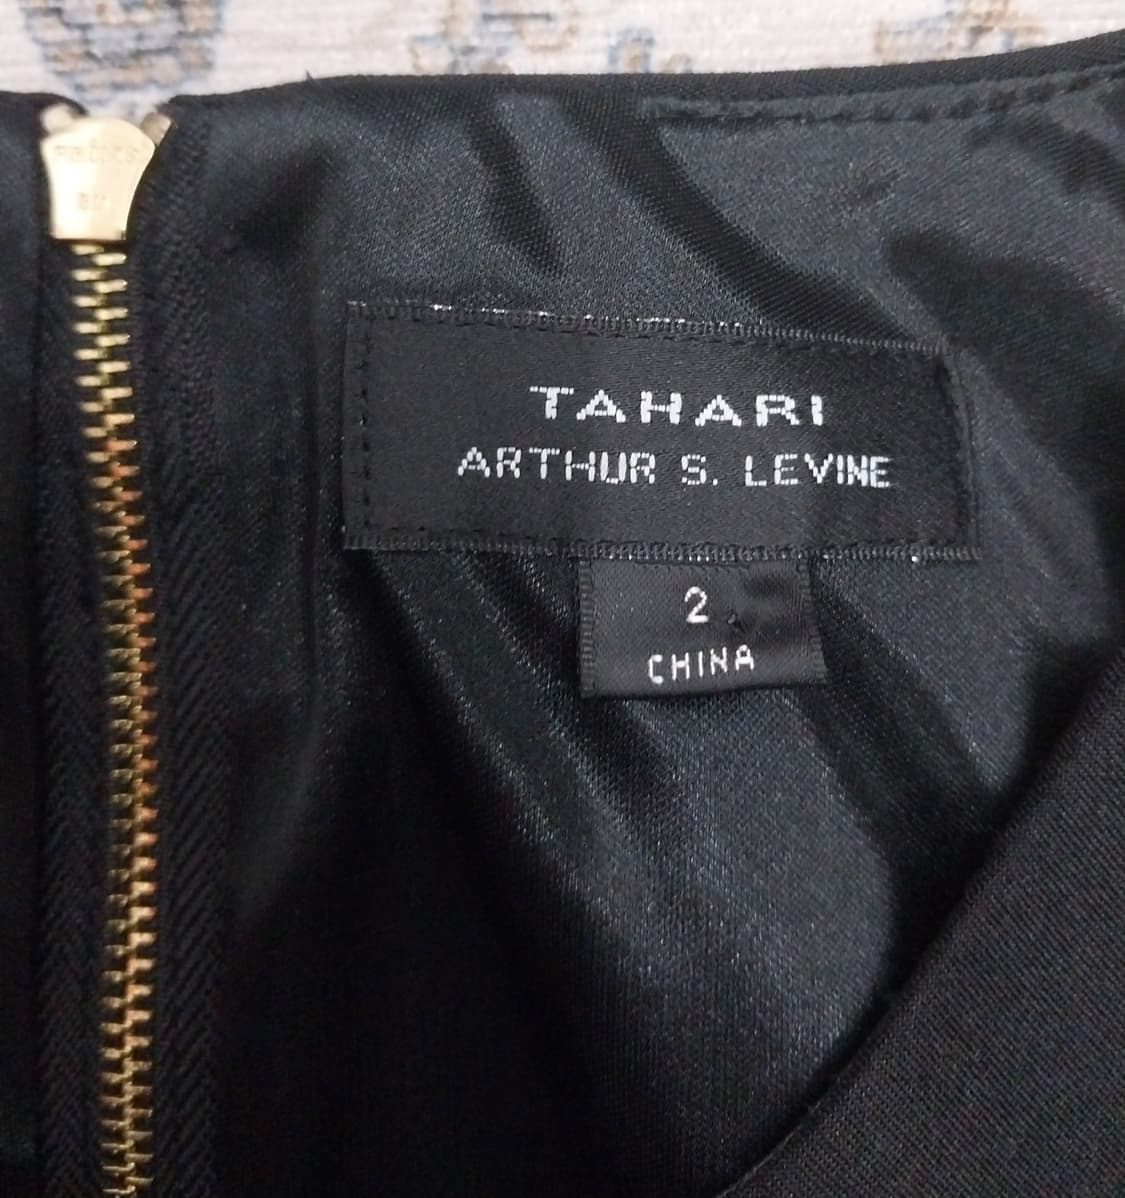 TAHARI
ARTHUR S. LEVINE
2
CHINA